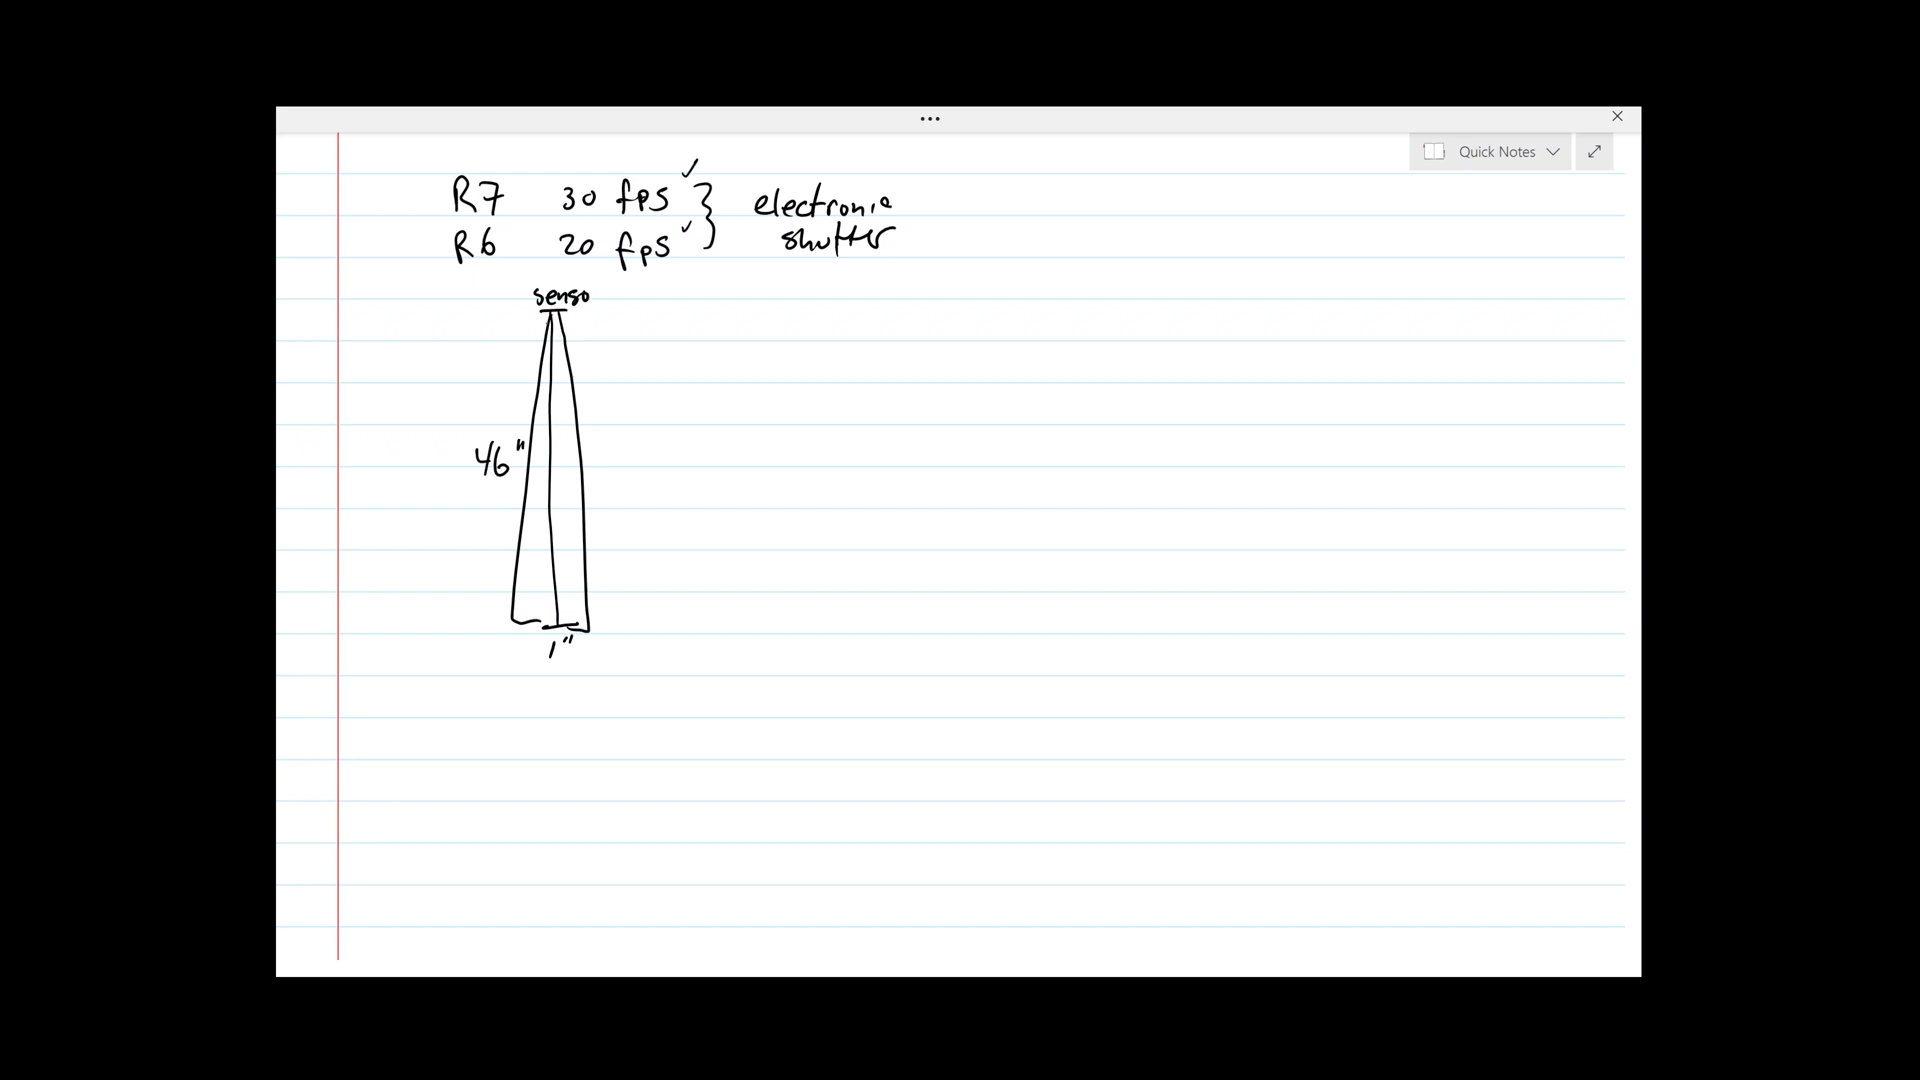 Quick Notes
R7 30 fps ✓
R6 20 fps ✓
electronic
shutter
senso
46"
1"